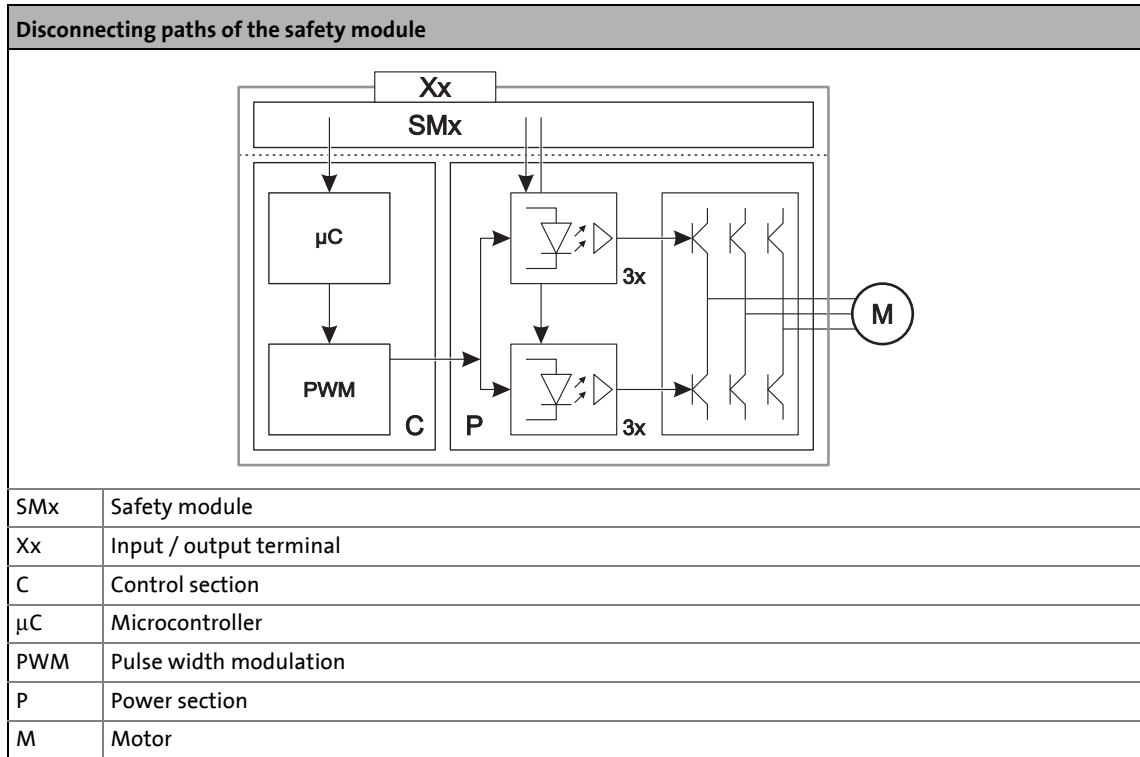 Disconnecting paths of the safety module
Xx
SMx
µC
3x
M
PWM
C
P
3x
SMx Safety module
Xx Input / output terminal
C Control section
µC Microcontroller
PWM Pulse width modulation
P Power section
M Motor